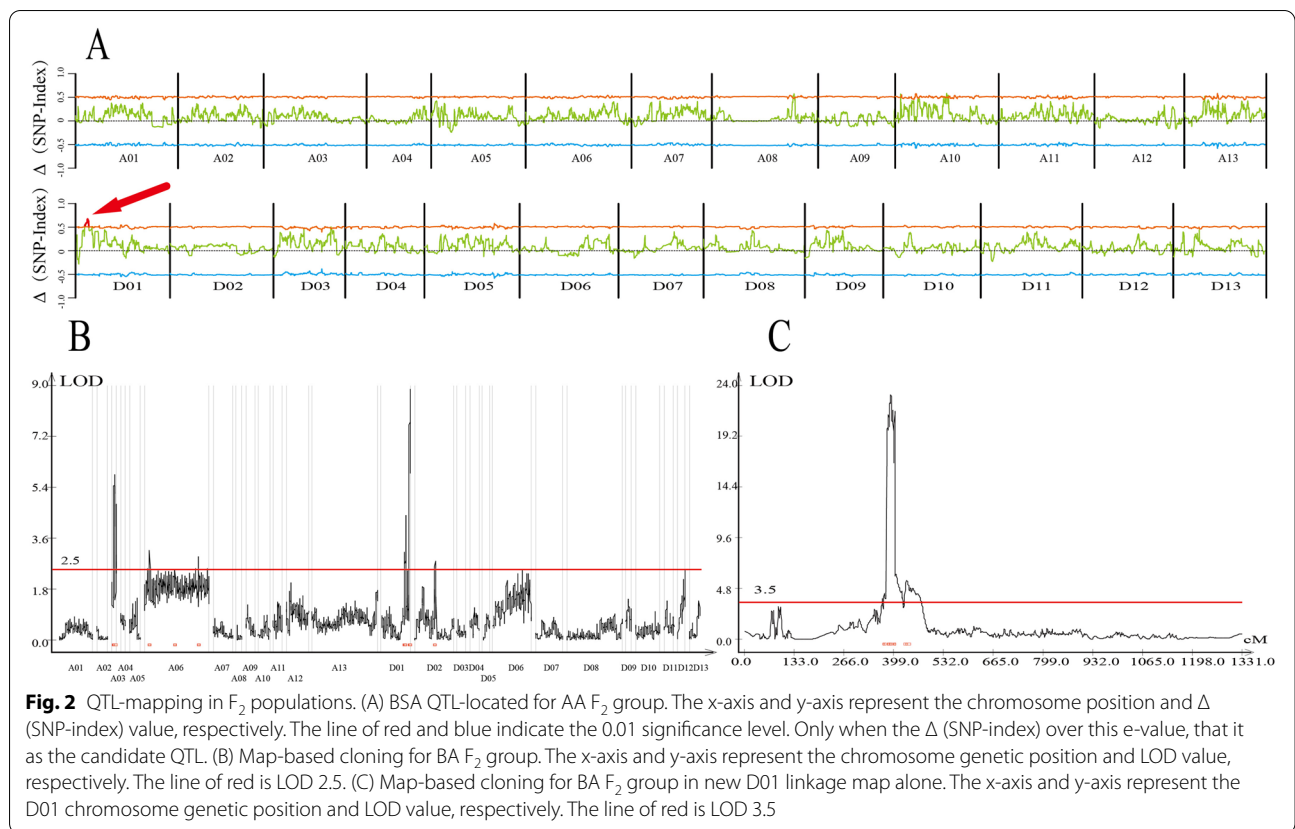 A
Δ (SNP-Index)
1.0
0.5
0
-0.5
-1.0
A01 A02 A03 A04 A05 A06 A07 A08 A09 A10 A11 A12 A13
Δ (SNP-Index)
1.0
0.5
0
-0.5
-1.0
D01 D02 D03 D04 D05 D06 D07 D08 D09 D10 D11 D12 D13
B
LOD
9.0
7.2
5.4
3.6
2.5
1.8
0.0
A01 A02 A04 A06 A07 A09 A11 A13 D01 D02 D03 D04 D06 D07 D08 D09 D10 D11 D12 D13
A03 A05 A08 A10 A12 D05
C
LOD
24.0
19.2
14.4
9.6
4.8
3.5
0.0
cM
0.0 133.0 266.0 399.0 532.0 665.0 799.0 932.0 1065.0 1198.0 1331.0
Fig. 2 QTL-mapping in F2 populations. (A) BSA QTL-located for AA F2 group. The x-axis and y-axis represent the chromosome position and Δ
(SNP-index) value, respectively. The line of red and blue indicate the 0.01 significance level. Only when the Δ (SNP-index) over this e-value, that it
as the candidate QTL. (B) Map-based cloning for BA F2 group. The x-axis and y-axis represent the chromosome genetic position and LOD value,
respectively. The line of red is LOD 2.5. (C) Map-based cloning for BA F2 group in new D01 linkage map alone. The x-axis and y-axis represent the
D01 chromosome genetic position and LOD value, respectively. The line of red is LOD 3.5